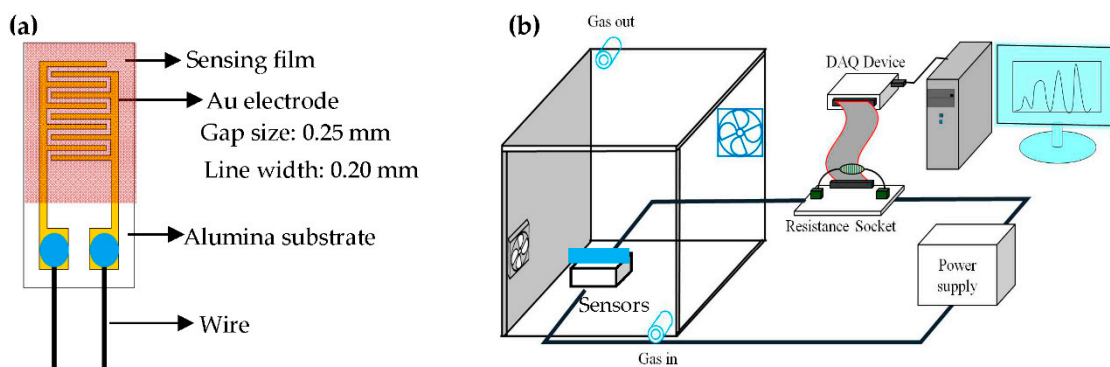 (a)
Sensing film
Au electrode
Gap size: 0.25 mm
Line width: 0.20 mm
Alumina substrate
Wire
(b)
Gas out
DAQ Device
Resistance Socket
Power
supply
Sensors
Gas in